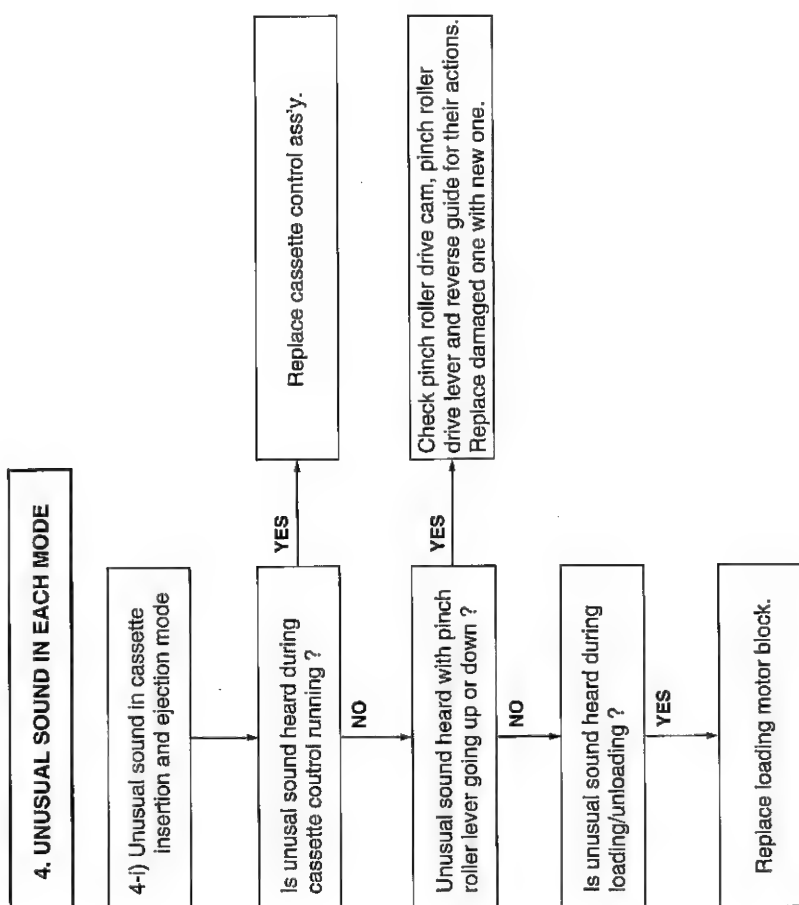 4. UNUSUAL SOUND IN EACH MODE
4-i) Unusual sound in cassette
insertion and ejection mode
Is unusal sound heard during
cassette coutrol running ?
YES
Replace cassette control ass'y.
NO
Unusual sound heard with pinch
roller lever going up or down ?
YES
Check pinch roller drive cam, pinch roller
drive lever and reverse guide for their actions.
Replace damaged one with new one.
NO
Is unusual sound heard during
loading/unloading ?
YES
Replace loading motor block.